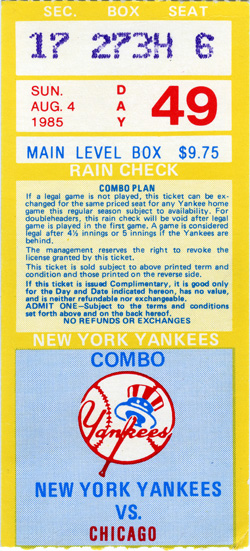 SEC. BOX SEAT
17 273H 6
SUN. DAY 49
AUG. 4
1985
MAIN LEVEL BOX $9.75
RAIN CHECK
COMBO PLAN
If a legal game is not played, this ticket can be ex-
changed for the same priced seat for any Yankee home
game this regular season subject to availability. For
doubleheaders, this rain check will be void after legal
game is played in the first game. A game is considered
legal after 4½ innings or 5 innings if the Yankees are
behind.
The management reserves the right to revoke the
license granted by this ticket.
This ticket is sold subject to above printed term and
condition and those printed on the reverse side.
If this ticket is issued Complimentary, it is good only
for the Day and Date indicated hereon, has no value,
and is neither refundable nor exchangeable.
ADMIT ONE-Subject to the terms and conditions
set forth above and on the back hereof.
NO REFUNDS OR EXCHANGES
NEW YORK YANKEES
COMBO
Yankees
NEW YORK YANKEES
VS.
CHICAGO